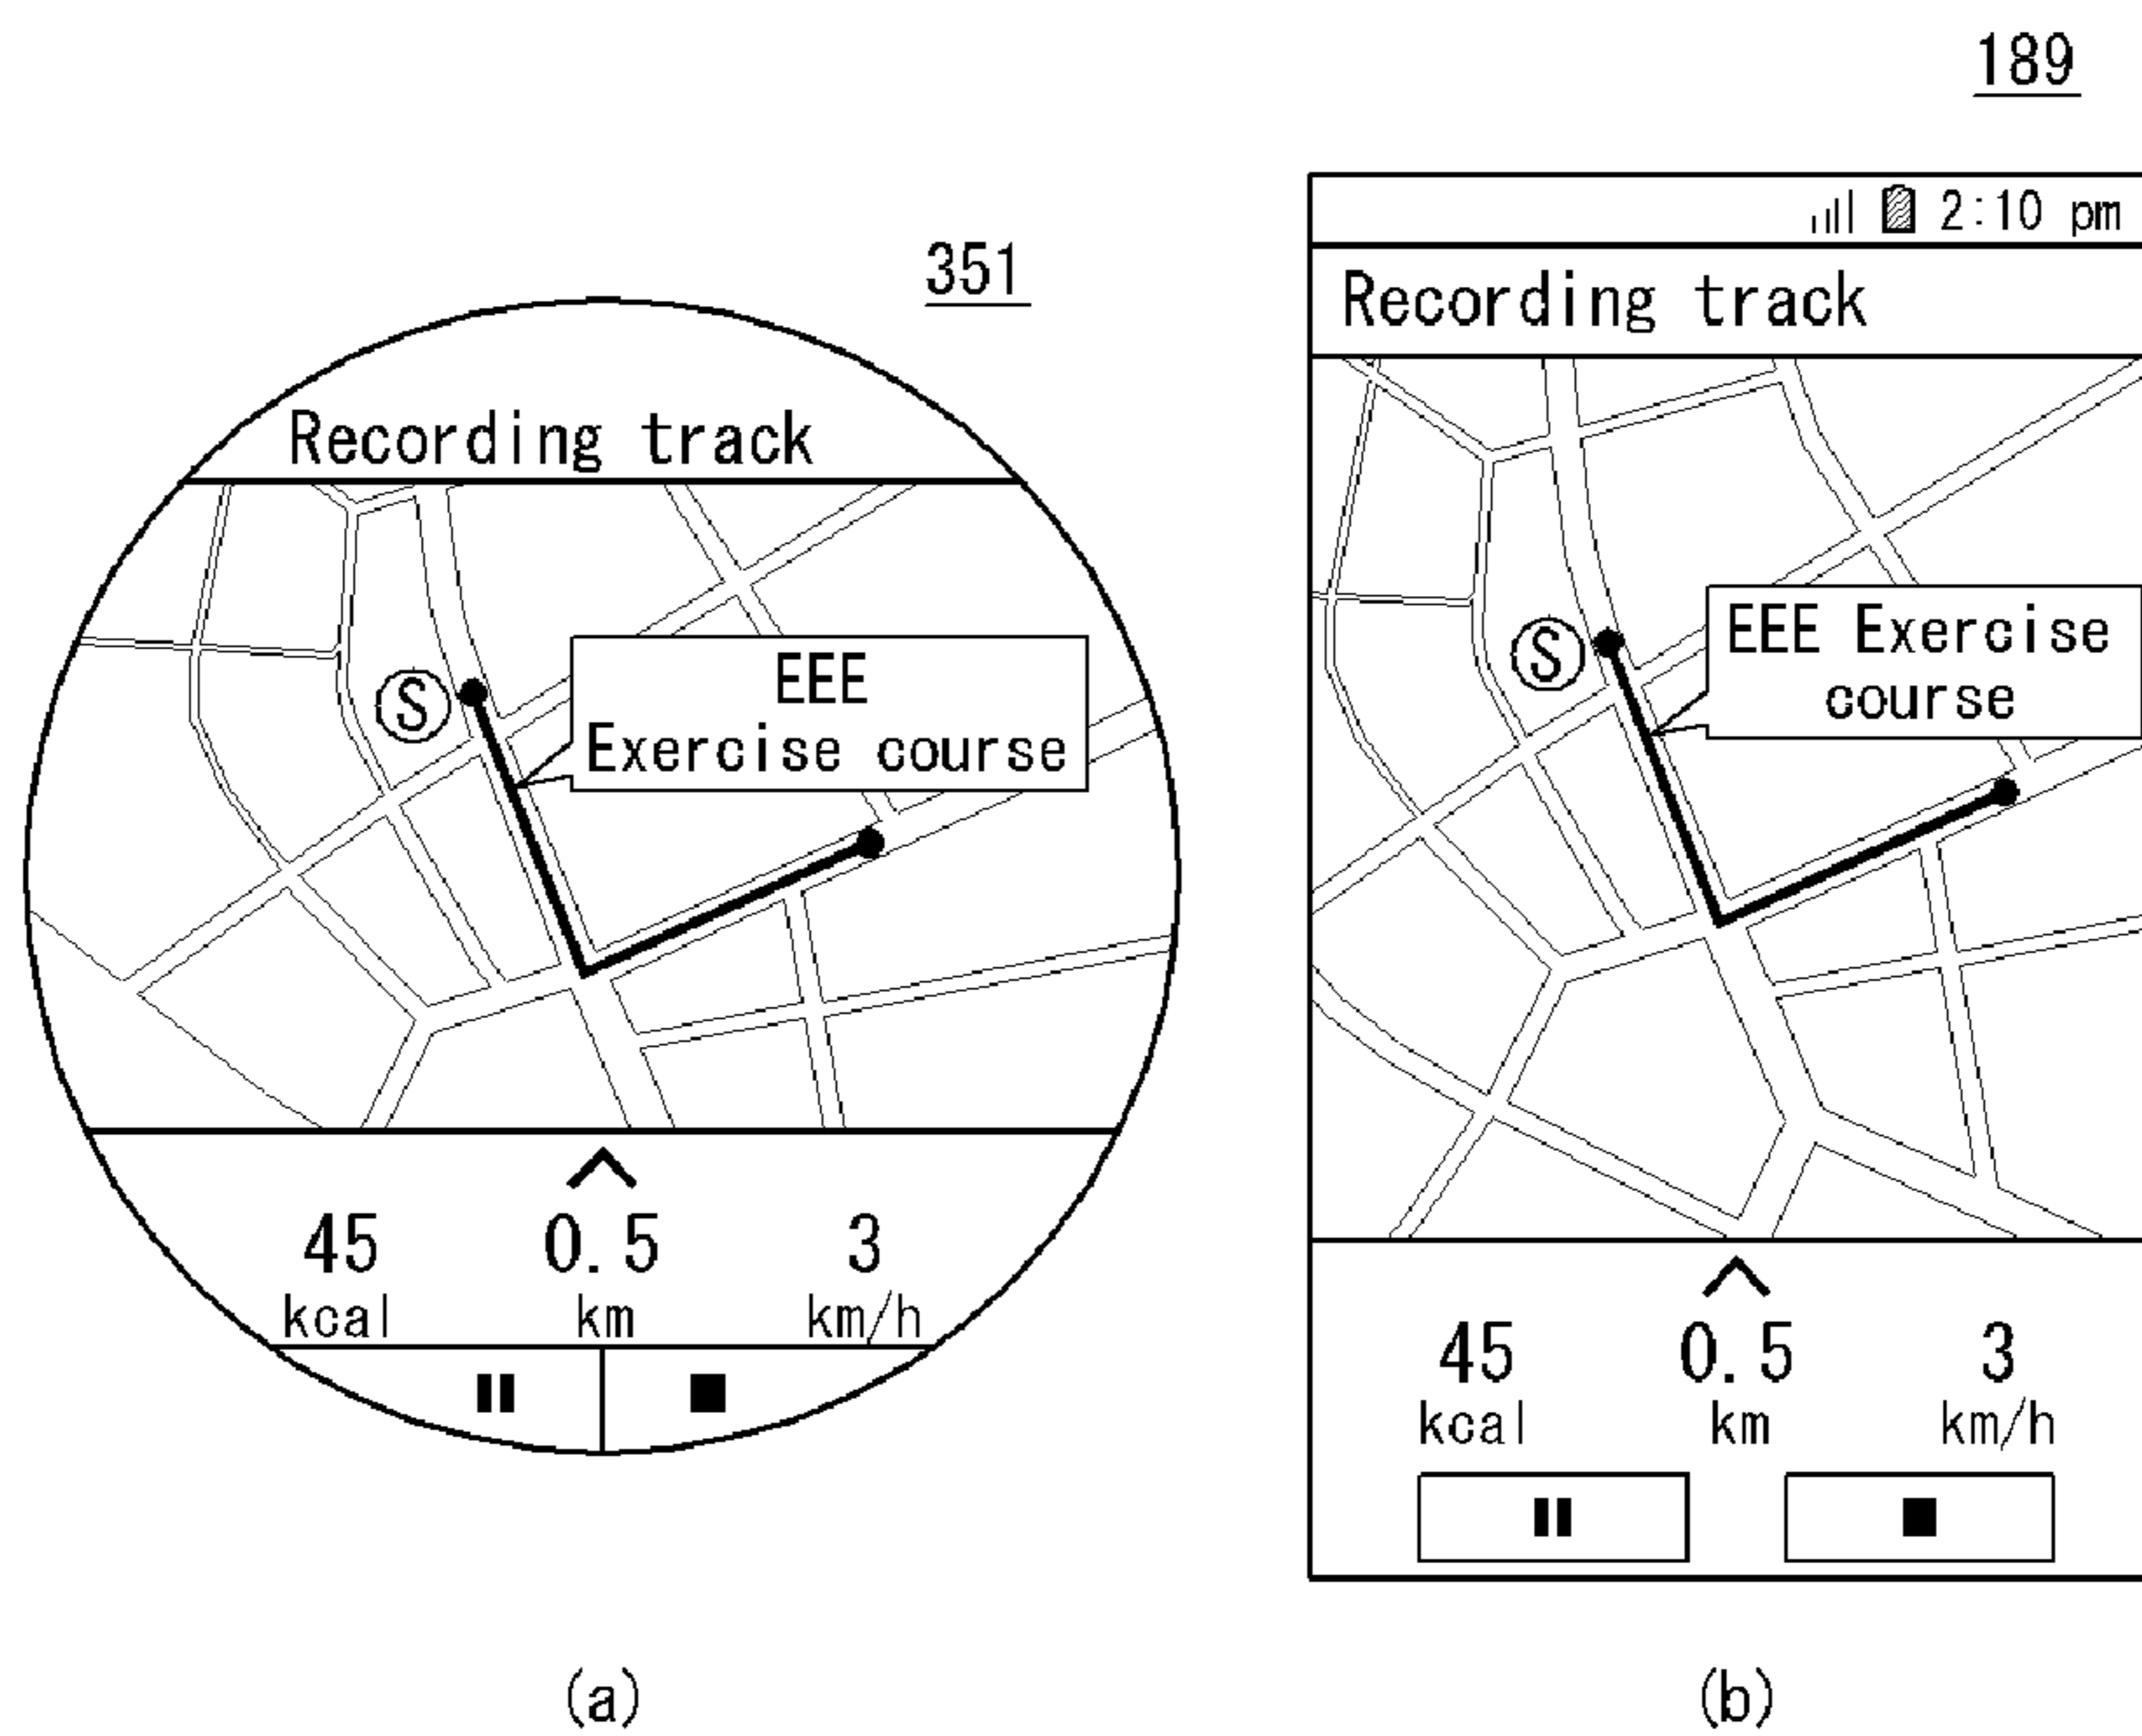 351
Recording track
S
EEE
Exercise course
45
0.5
3
kcal
km
km/h
(a)
189
2:10 pm
Recording track
S
EEE Exercise
course
45
0.5
3
kcal
km
km/h
(b)